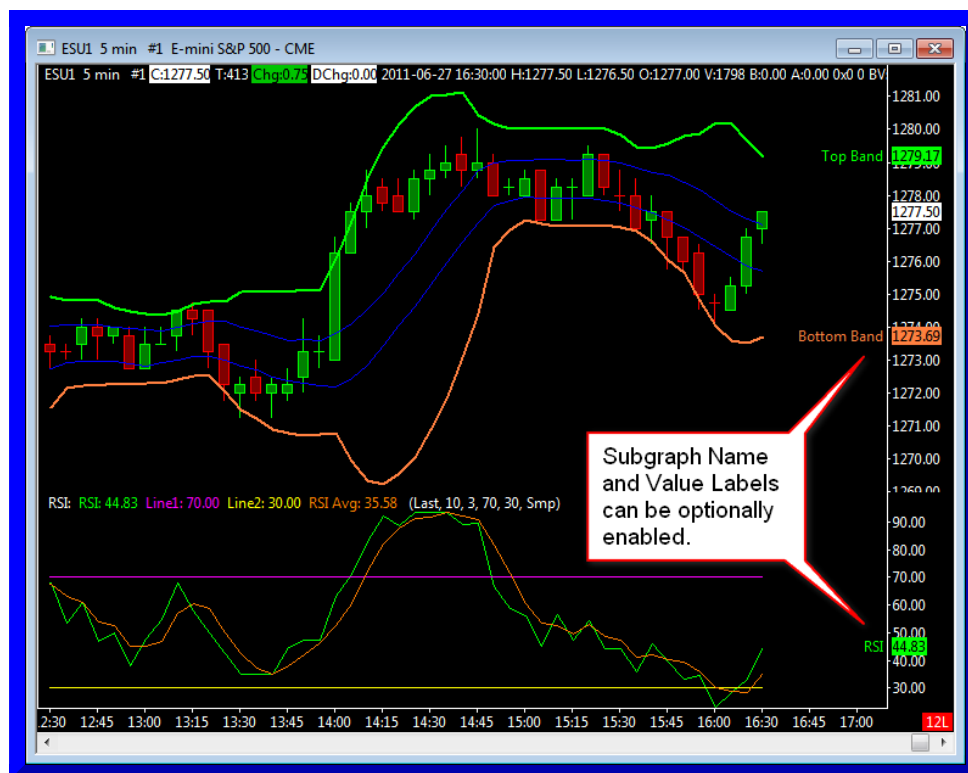 ESU1 5 min #1 E-mini S&P 500 - CME
ESU1 5 min #1 C:1277.50 T:413 Chg:0.75 DChg:0.00 2011-06-27 16:30:00 H:1277.50 L:1276.50 O:1277.00 V:1798 B:0.00 A:0.00 0x0 0 BV
1281.00
1280.00
Top Band 1279.17
1279.00
1278.00
1277.50
1277.00
1276.00
1275.00
1274.00
Bottom Band 1273.69
1273.00
1272.00
1271.00
1270.00
1269.00
Subgraph Name
and Value Labels
can be optionally
enabled.
RSI: RSI: 44.83 Line1: 70.00 Line2: 30.00 RSI Avg: 35.58 (Last, 10, 3, 70, 30, Smp)
90.00
80.00
70.00
60.00
50.00
RSI 44.83
40.00
30.00
2:30 12:45 13:00 13:15 13:30 13:45 14:00 14:15 14:30 14:45 15:00 15:15 15:30 15:45 16:00 16:30 16:45 17:00 12L